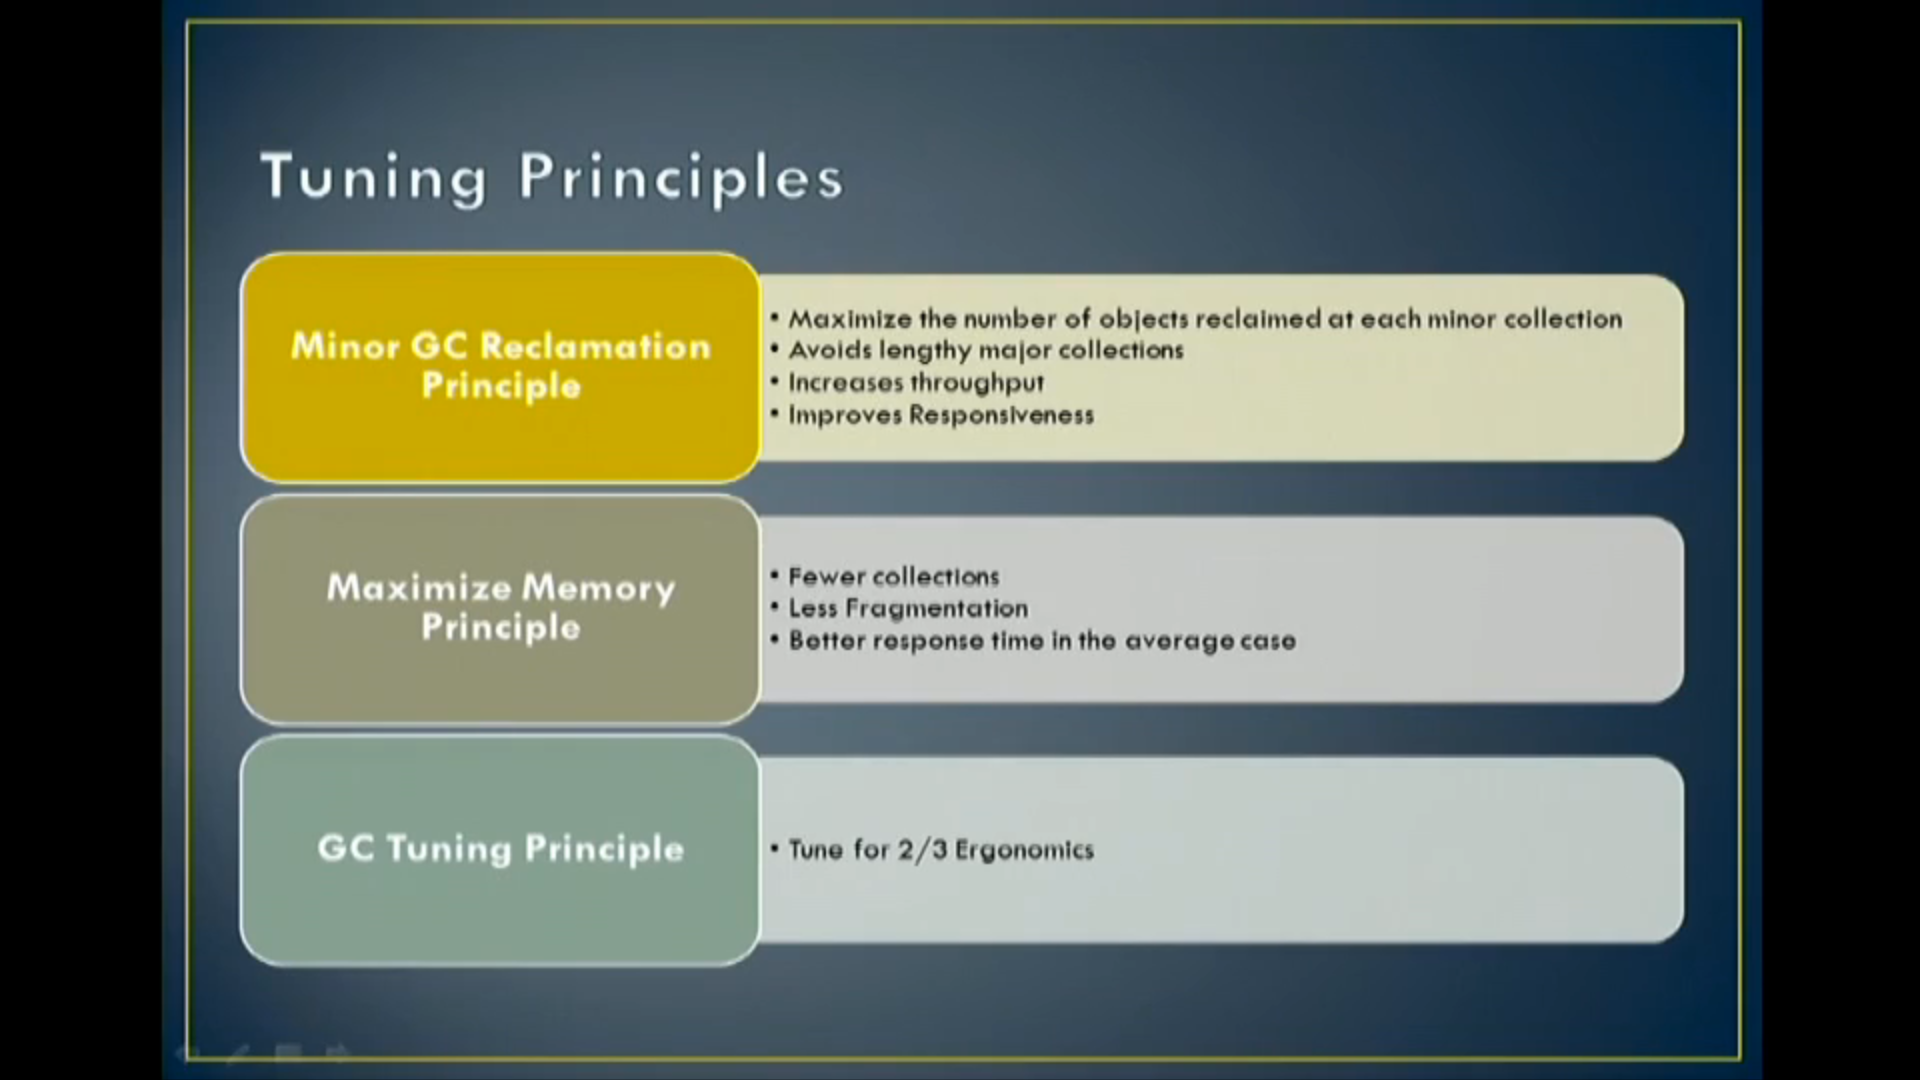 Tuning Principles
Minor GC Reclamation
Principle
• Maximize the number of objects reclaimed at each minor collection
• Avoids lengthy major collections
• Increases throughput
• Improves Responsiveness
Maximize Memory
Principle
• Fewer collections
• Less Fragmentation
• Better response time in the average case
GC Tuning Principle
• Tune for 2/3 Ergonomics